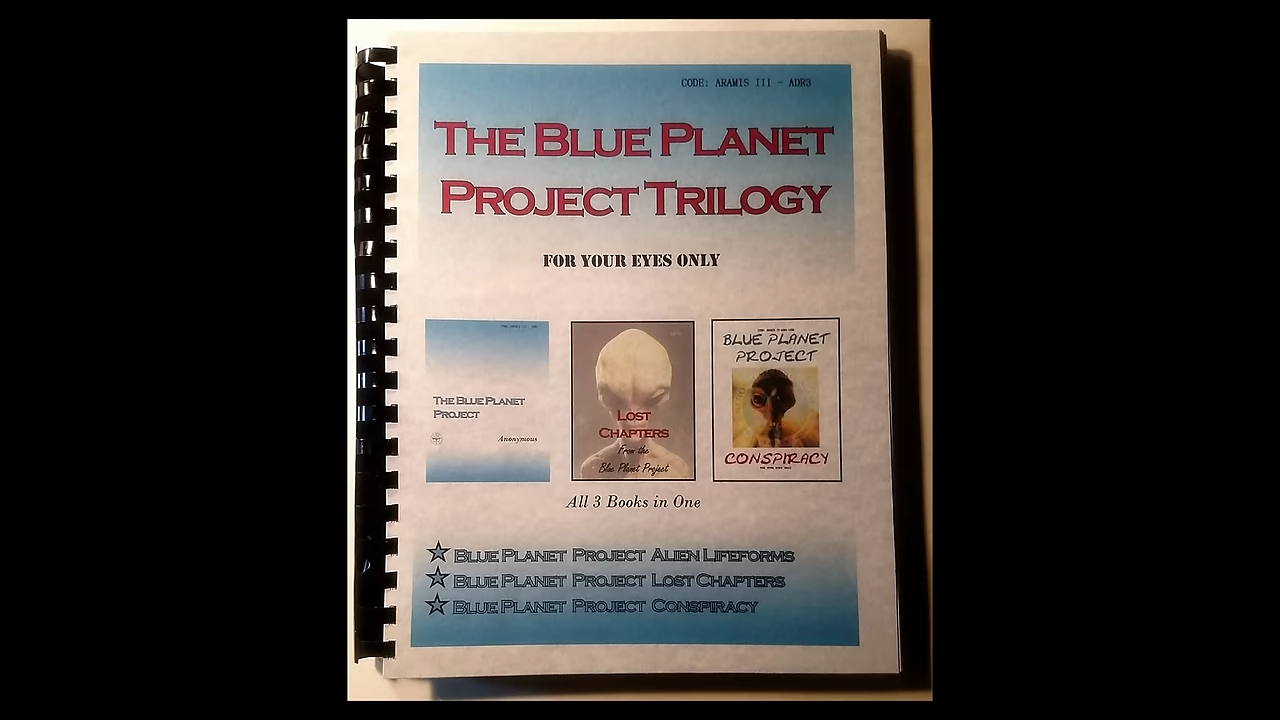 CODE: ARAMIS III - ADR3
THE BLUE PLANET
PROJECT TRILOGY
FOR YOUR EYES ONLY
THE BLUE PLANET
PROJECT
Anonymous
LOST
CHAPTERS
From the
Blue Planet Project
BLUE PLANET
PROJECT
CONSPIRACY
All 3 Books in One
BLUE PLANET PROJECT ALIEN LIFEFORMS
BLUE PLANET PROJECT LOST CHAPTERS
BLUE PLANET PROJECT CONSPIRACY